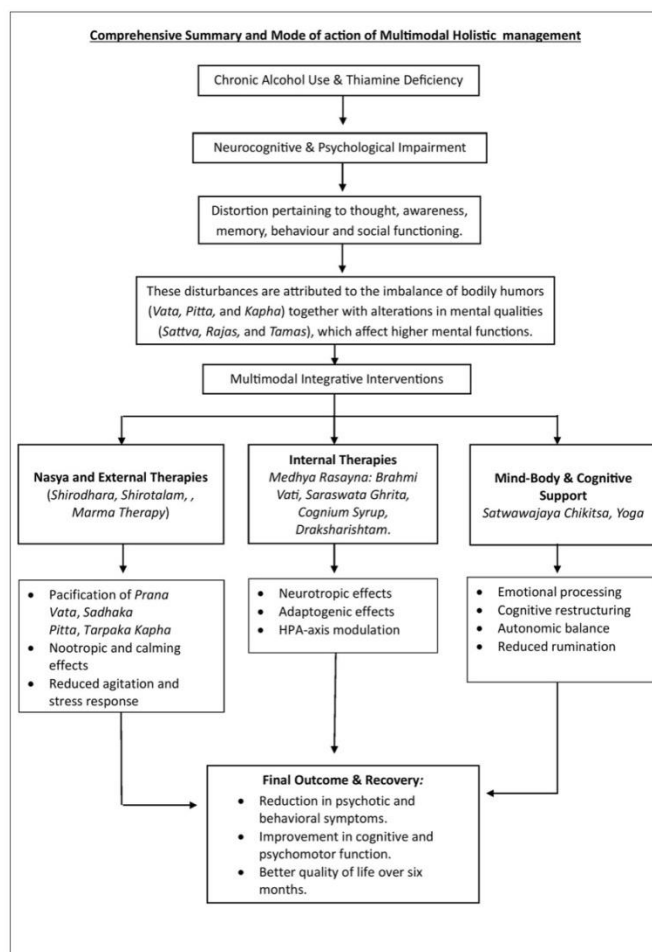 Comprehensive Summary and Mode of action of Multimodal Holistic management
Chronic Alcohol Use & Thiamine Deficiency
Neurocognitive & Psychological Impairment
Distortion pertaining to thought, awareness,
memory, behaviour and social functioning.
These disturbances are attributed to the imbalance of bodily humors
(Vata, Pitta, and Kapha) together with alterations in mental qualities
(Sattva, Rajas, and Tamas), which affect higher mental functions.
Multimodal Integrative Interventions
Nasya and External Therapies
(Shirodhara, Shirotalam, ,
Marma Therapy)
Internal Therapies
Medhya Rasayna: Brahmi
Vati, Saraswata Ghrita,
Cognium Syrup,
Draksharishtam.
Mind-Body & Cognitive
Support
Satwawajaya Chikitsa, Yoga
• Pacification of Prana
Vata, Sadhaka
Pitta, Tarpaka Kapha
• Nootropic and calming
effects
• Reduced agitation and
stress response
• Neurotropic effects
• Adaptogenic effects
• HPA-axis modulation
• Emotional processing
• Cognitive restructuring
• Autonomic balance
• Reduced rumination
Final Outcome & Recovery:
• Reduction in psychotic and
behavioral symptoms.
• Improvement in cognitive and
psychomotor function.
• Better quality of life over six
months.